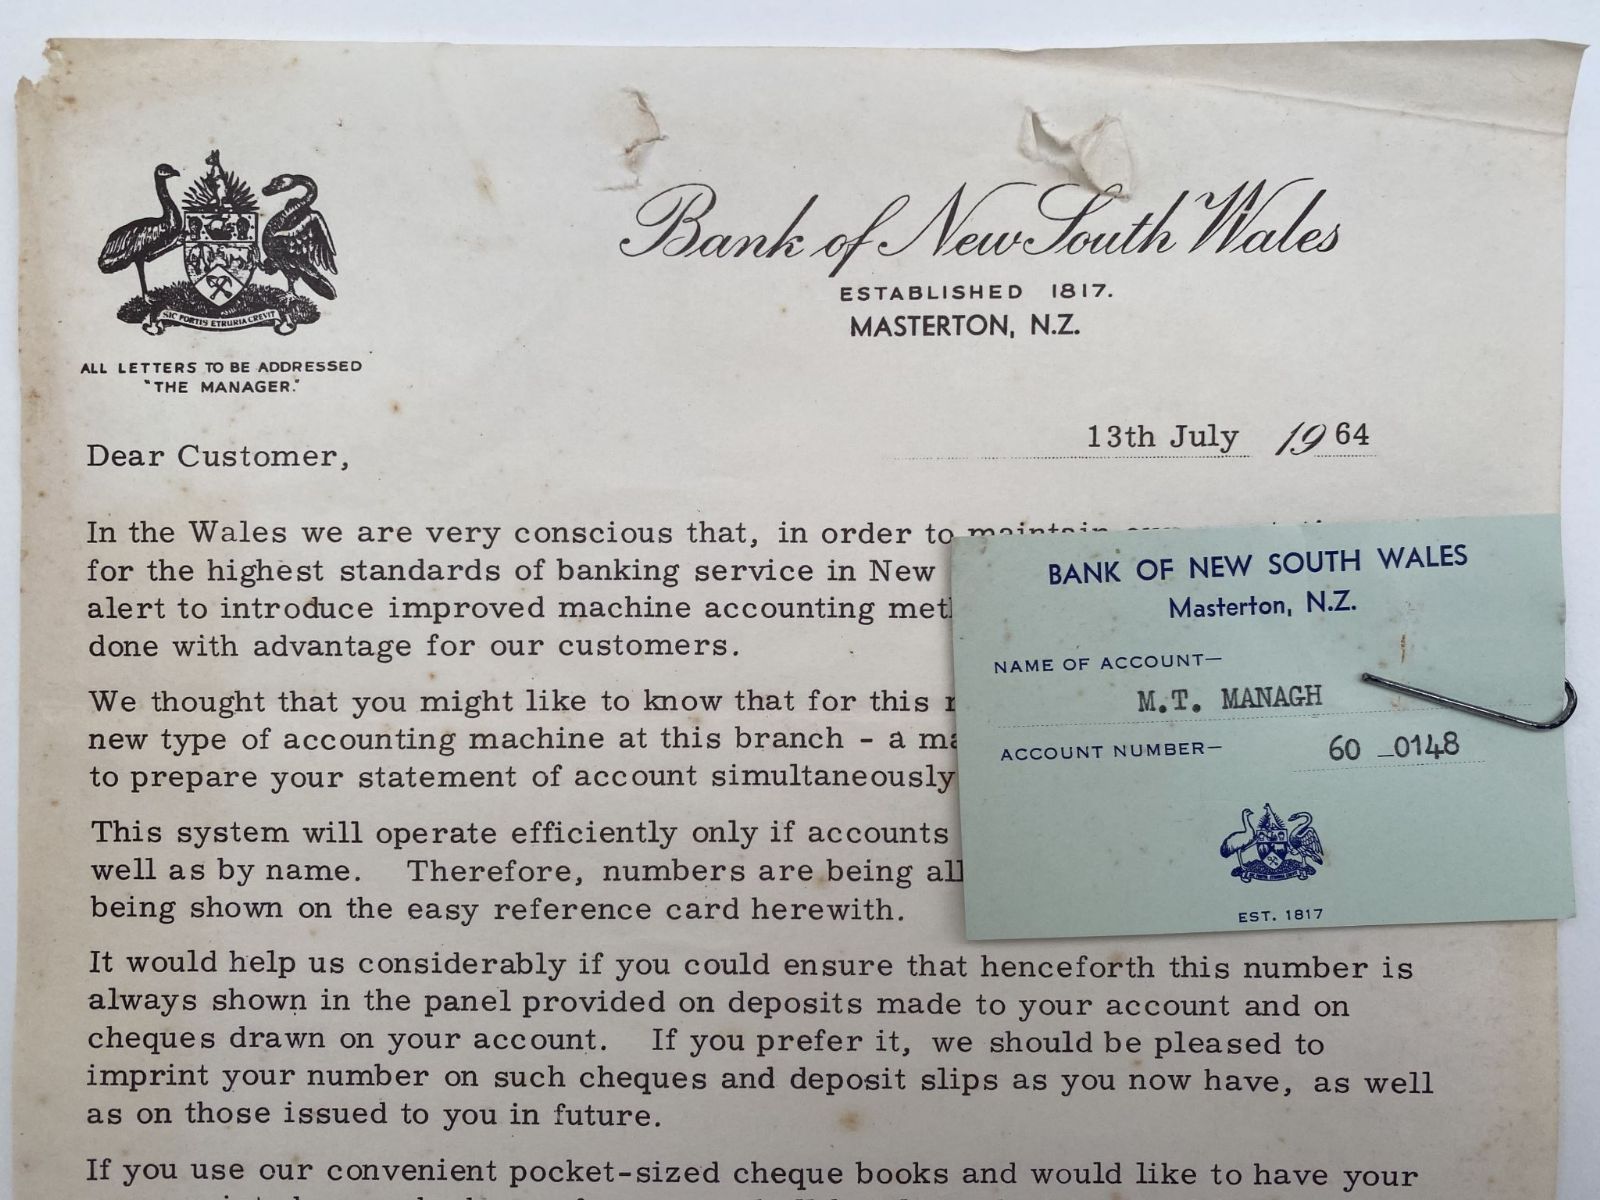 SIC FORTIS ETRURIA CREVIT
ALL LETTERS TO BE ADDRESSED
"THE MANAGER."
Bank of New South Wales
ESTABLISHED 1817.
MASTERTON, N.Z.
13th July 1964
Dear Customer,
In the Wales we are very conscious that, in order to maintain
for the highest standards of banking service in New
alert to introduce improved machine accounting
done with advantage for our customers.
We thought that you might like to know that for this
new type of accounting machine at this branch - a
to prepare your statement of account simultaneously
This system will operate efficiently only if accounts
well as by name. Therefore, numbers are being
being shown on the easy reference card herewith.
It would help us considerably if you could ensure that henceforth this number is
always shown in the panel provided on deposits made to your account and on
cheques drawn on your account. If you prefer it, we should be pleased to
imprint your number on such cheques and deposit slips as you now have, as well
as on those issued to you in future.
If you use our convenient pocket-sized cheque books and would like to have your
BANK OF NEW SOUTH WALES
Masterton, N.Z.
NAME OF ACCOUNT—
M.T. MANAGH
ACCOUNT NUMBER—
60 _0148
EST. 1817